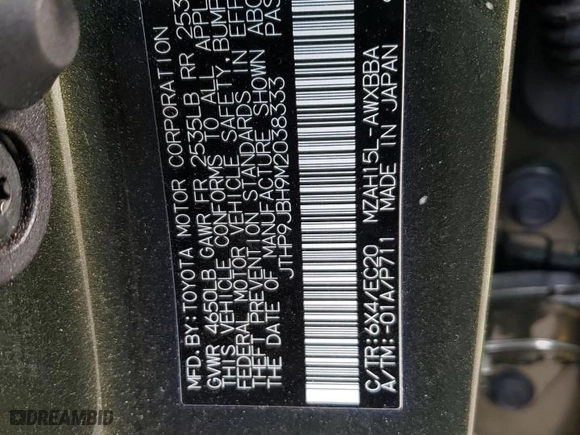 MFD. BY: TOYOTA MOTOR CORPORATION
GVWR 4650LB GAWR FR 2535LB RR 253
THIS VEHICLE CONFORMS TO ALL APPL
FEDERAL MOTOR VEHICLE SAFETY, BUMP
THEFT PREVENTION STANDARDS IN EFF
THE DATE OF MANUFACTURE SHOWN ABO
JTHP9JBH9M2038333 PAS
C/TR: 6X4/EC20 MZAH15L-AWXBBA
A/TM: -01A/P711 MADE IN JAPAN
DREAMBID